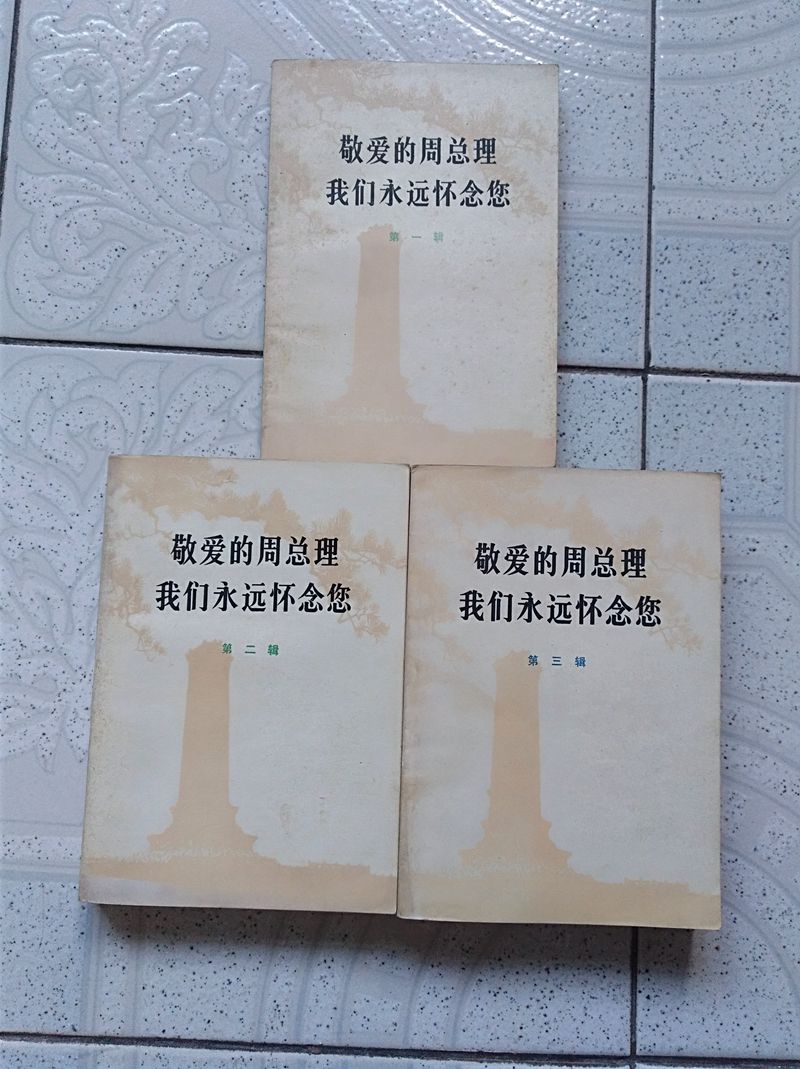 敬爱的周总理
我们永远怀念您
第一辑
敬爱的周总理
我们永远怀念您
第二辑
敬爱的周总理
我们永远怀念您
第三辑